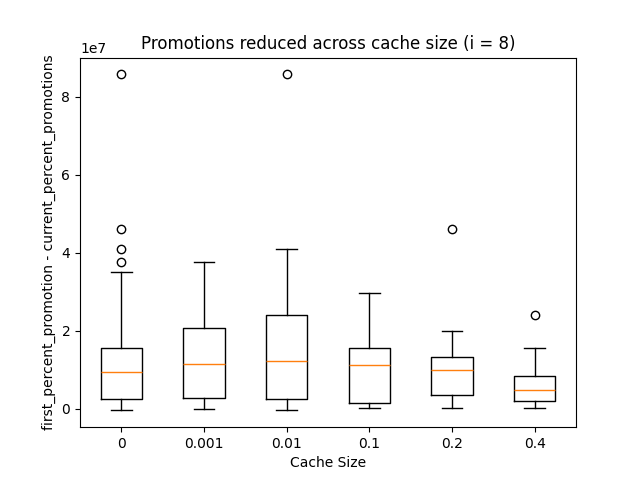 Promotions reduced across cache size (i = 8)
1e7
first_percent_promotion - current_percent_promotions
8
6
4
2
0
0 0.001 0.01 0.1 0.2 0.4
Cache Size